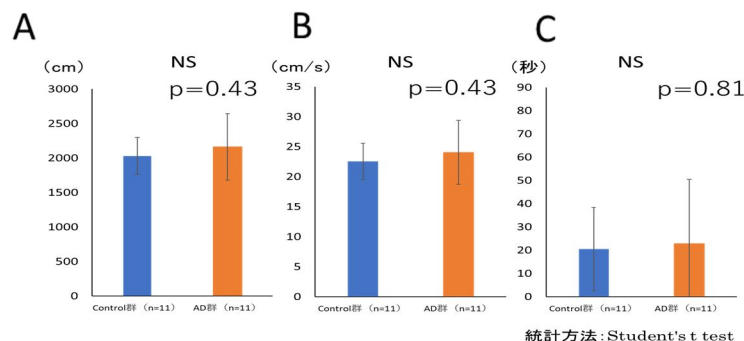 A
(cm)
NS
p=0.43
3000
2500
2000
1500
1000
500
0
Control群 (n=11)
AD群 (n=11)
B
(cm/s)
NS
p=0.43
35
30
25
20
15
10
5
0
Control群 (n=11)
AD群 (n=11)
C
(秒)
NS
p=0.81
90
80
70
60
50
40
30
20
10
0
Control群 (n=11)
AD群 (n=11)
統計方法:Student's t test